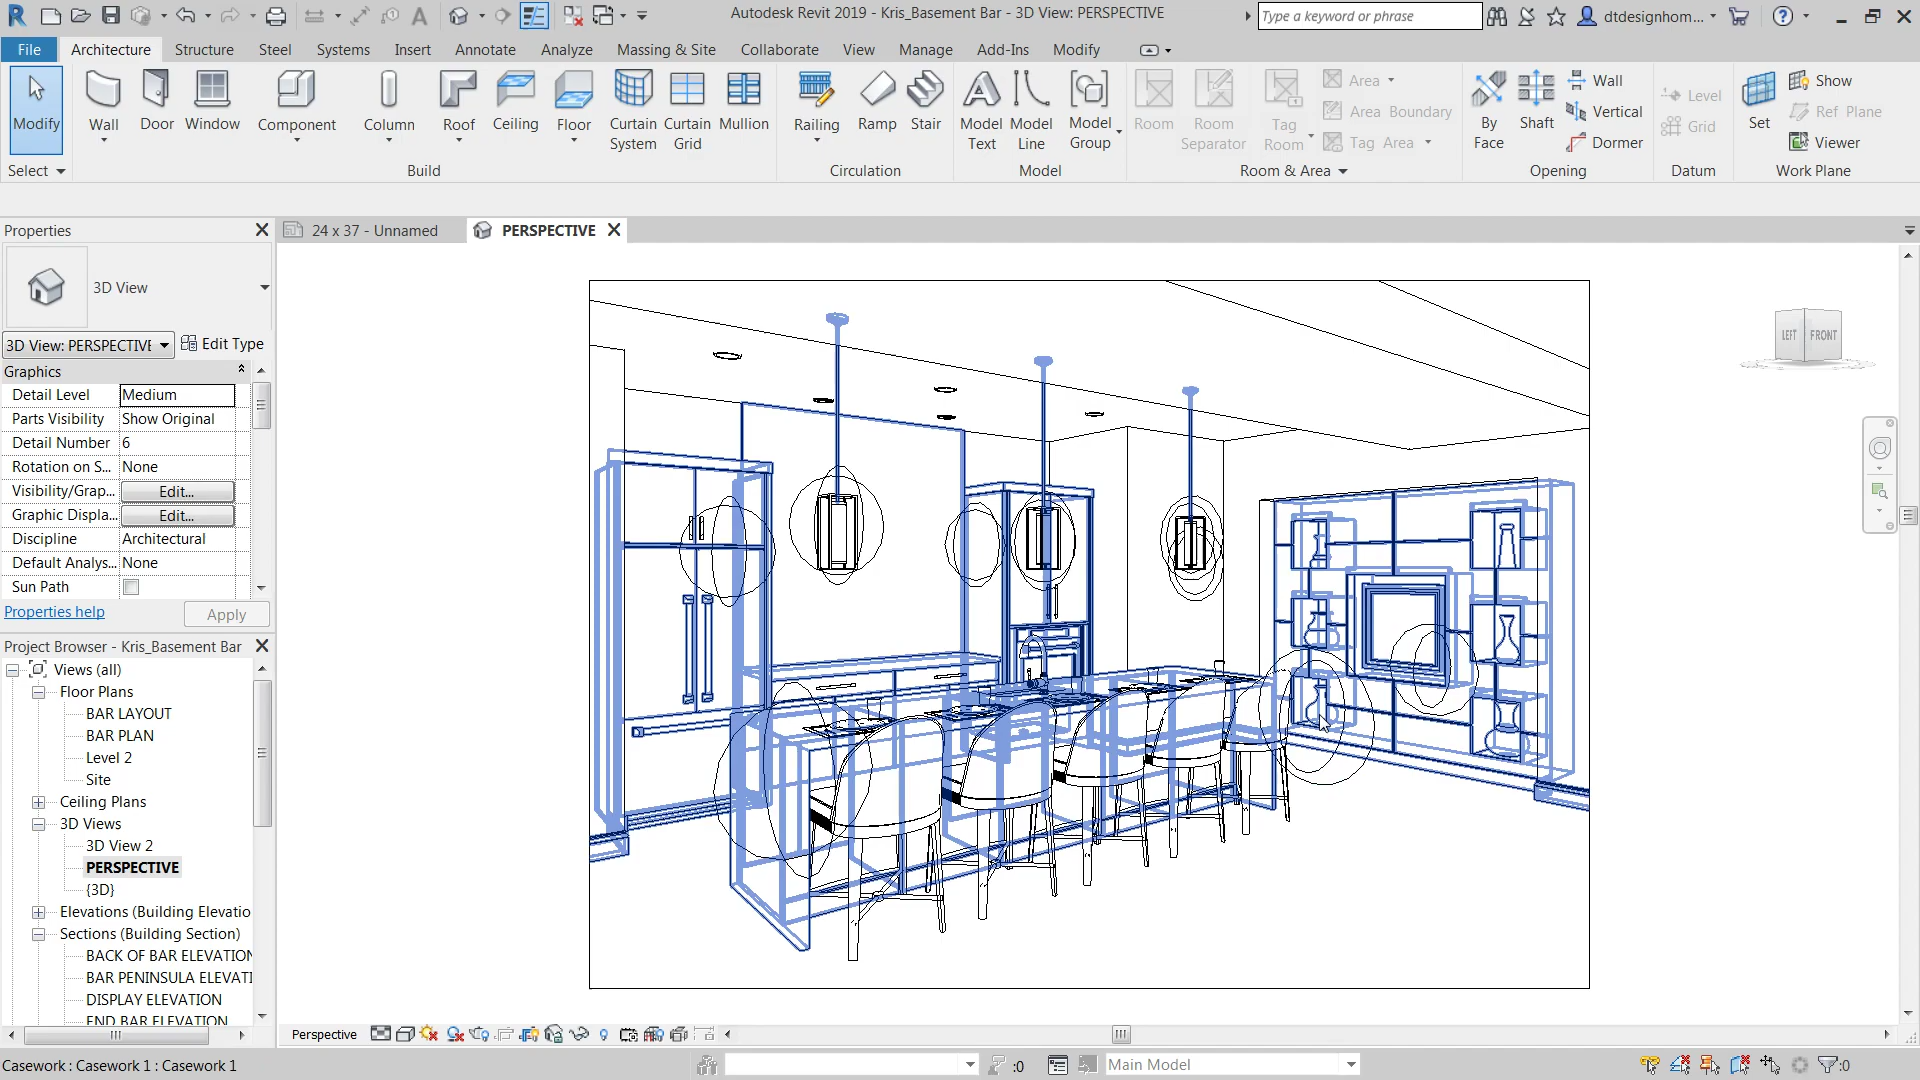 Autodesk Revit 2019 - Kris_Basement Bar - 3D View: PERSPECTIVE
Type a keyword or phrase
dtdesignhom...
File Architecture Structure Steel Systems Insert Annotate Analyze Massing & Site Collaborate View Manage Add-Ins Modify
Modify
Wall
Door
Window
Component
Column
Roof
Ceiling
Floor
Curtain System
Curtain Grid
Mullion
Railing
Ramp
Stair
Model Text
Model Line
Model Group
Room
Room Separator
Tag Room
Area
Area Boundary
Tag Area
By Face
Shaft
Wall
Vertical
Dormer
Level
Grid
Set
Show
Ref Plane
Viewer
Select Build Circulation Model Room & Area Opening Datum Work Plane
Properties
24 x 37 - Unnamed
PERSPECTIVE
3D View
3D View: PERSPECTIVE
Edit Type
Graphics
Detail Level Medium
Parts Visibility Show Original
Detail Number 6
Rotation on S... None
Visibility/Grap... Edit...
Graphic Displa... Edit...
Discipline Architectural
Default Analys... None
Sun Path
Properties help
Apply
LEFT FRONT
Project Browser - Kris_Basement Bar
Views (all)
Floor Plans
BAR LAYOUT
BAR PLAN
Level 2
Site
Ceiling Plans
3D Views
3D View 2
PERSPECTIVE
{3D}
Elevations (Building Elevatio
Sections (Building Section)
BACK OF BAR ELEVATION
BAR PENINSULA ELEVATI
DISPLAY ELEVATION
END BAR ELEVATION
Perspective
Casework : Casework 1 : Casework 1
:0
Main Model
:0